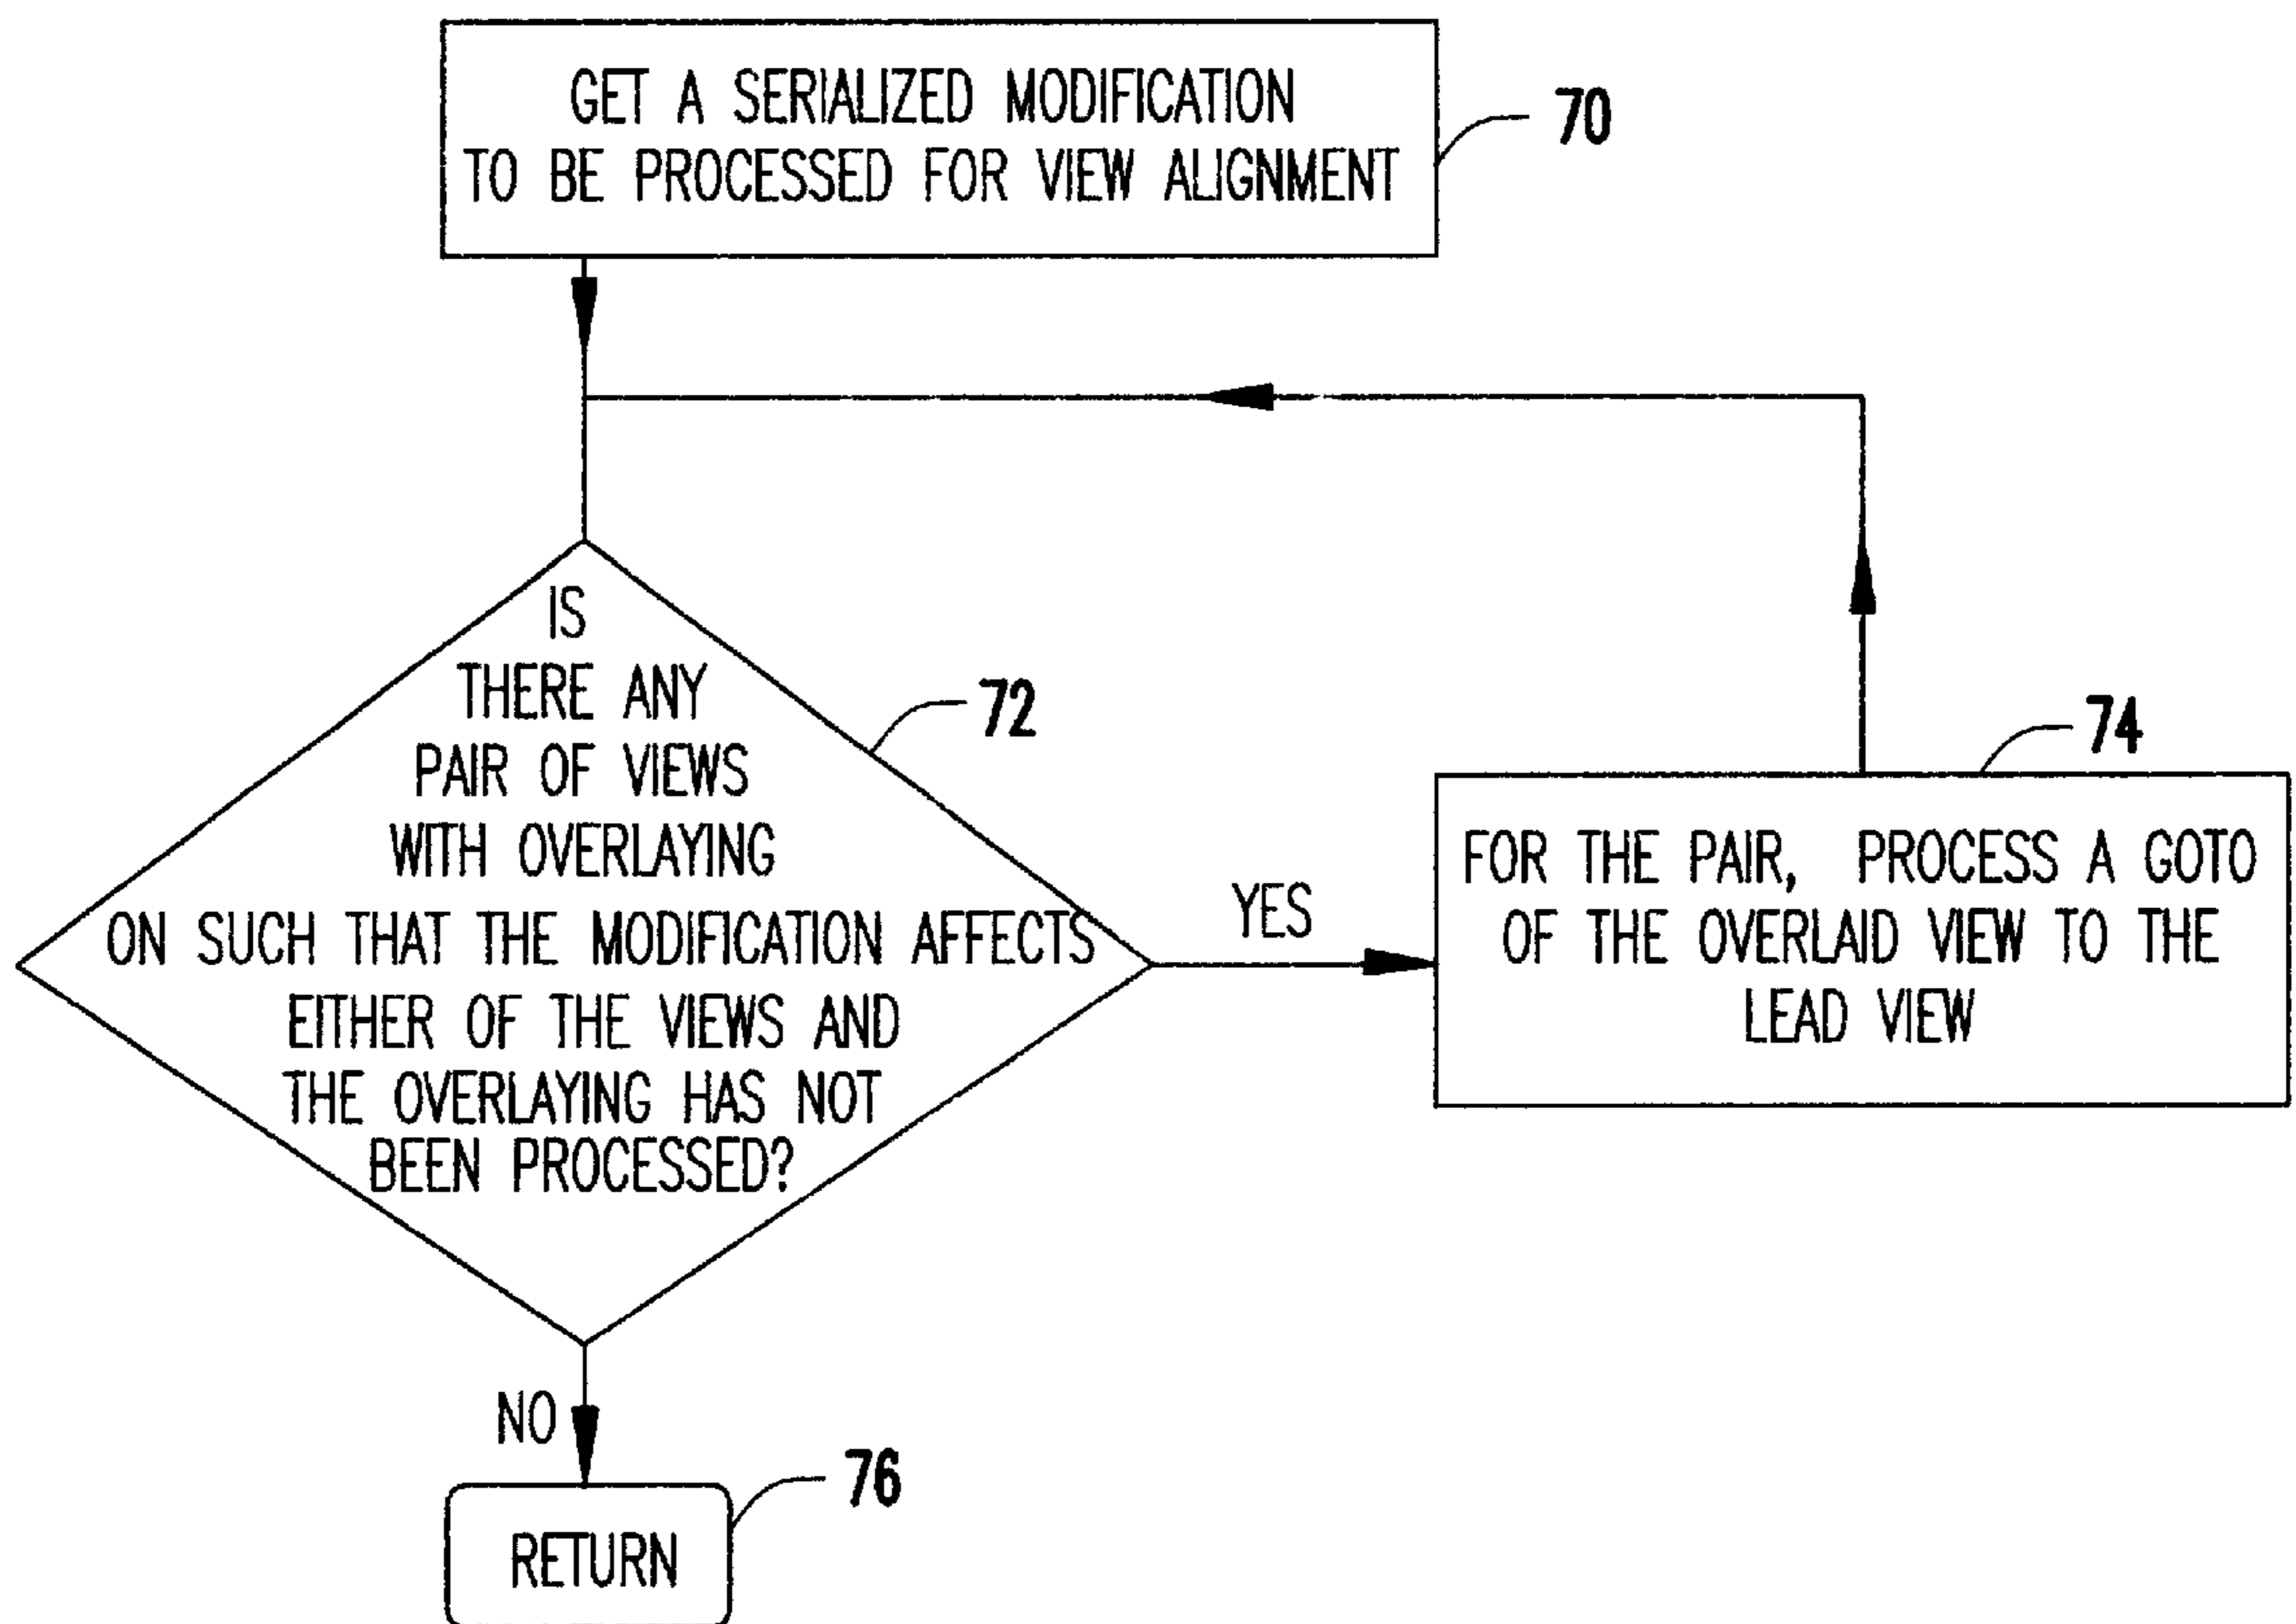 GET A SERIALIZED MODIFICATION
TO BE PROCESSED FOR VIEW ALIGNMENT
70
IS
THERE ANY
PAIR OF VIEWS
WITH OVERLAYING
ON SUCH THAT THE MODIFICATION AFFECTS
EITHER OF THE VIEWS AND
THE OVERLAYING HAS NOT
BEEN PROCESSED?
72
YES
74
FOR THE PAIR, PROCESS A GOTO
OF THE OVERLAID VIEW TO THE
LEAD VIEW
NO
76
RETURN